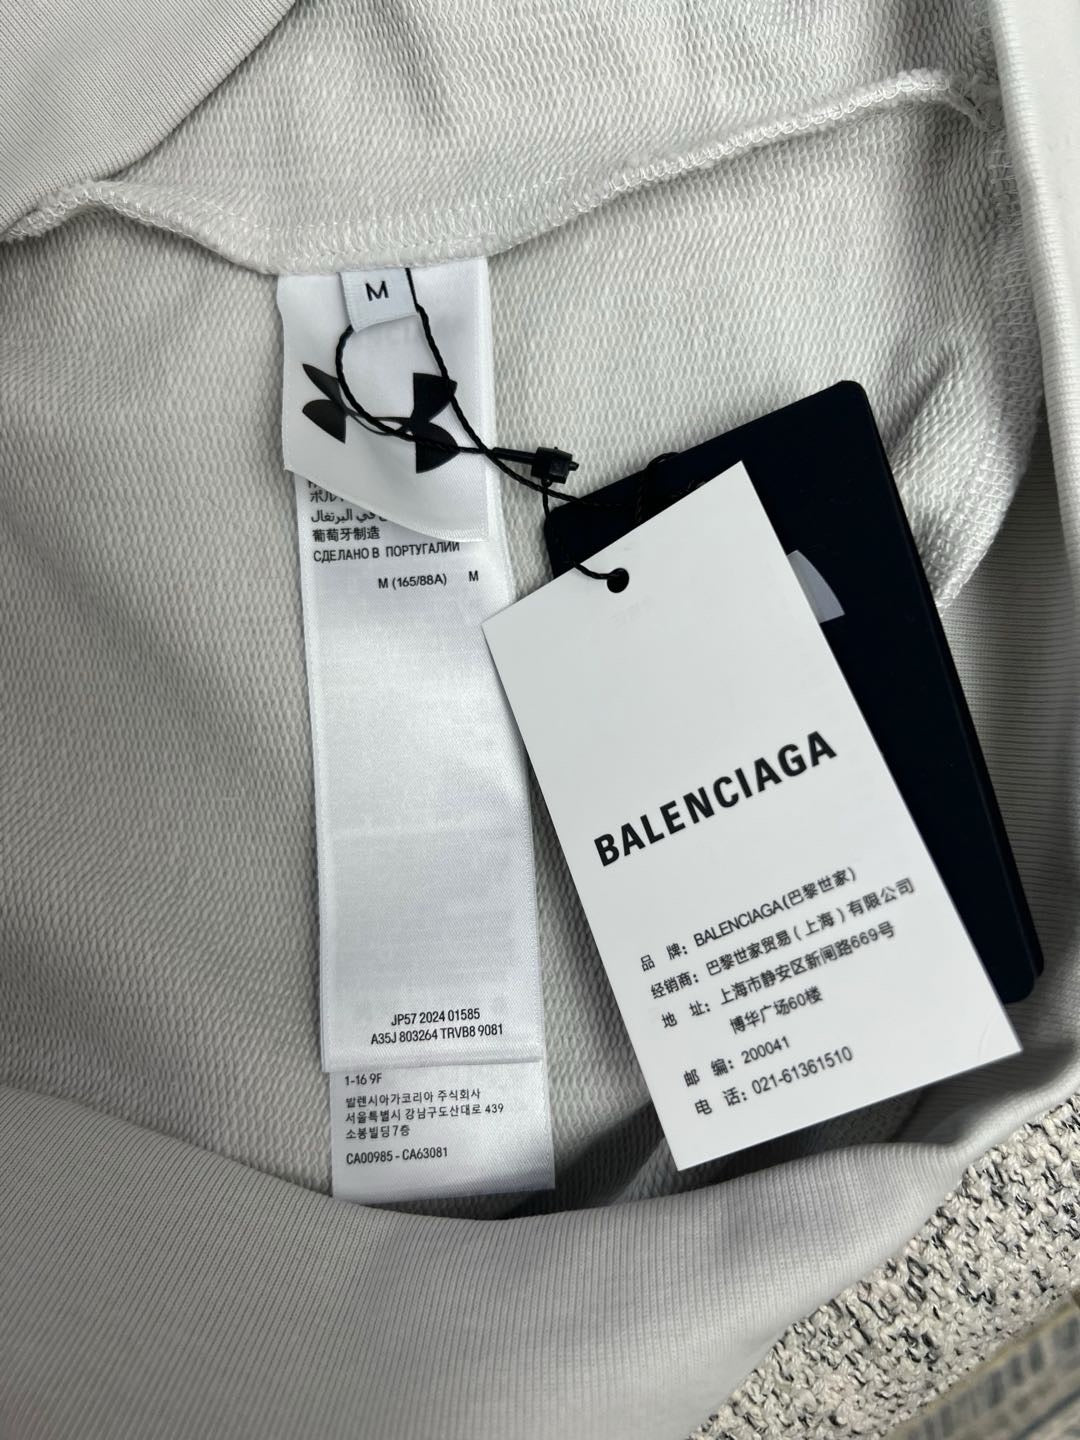 M
ボル
في البرتغال
葡萄牙制造
СДЕЛАНО В ПОРТУГАЛИИ
M (165/88A) M
JP57 2024 01585
A35J 803264 TRVB8 9081
1-16 9F
발렌시아가코리아 주식회사
서울특별시 강남구도산대로 439
소봉빌딩7층
CA00985 - CA63081
BALENCIAGA
品 牌：BALENCIAGA(巴黎世家)
经销商：巴黎世家贸易（上海）有限公司
地 址：上海市静安区新闸路669号
博华广场60楼
邮 编：200041
电 话：021-61361510